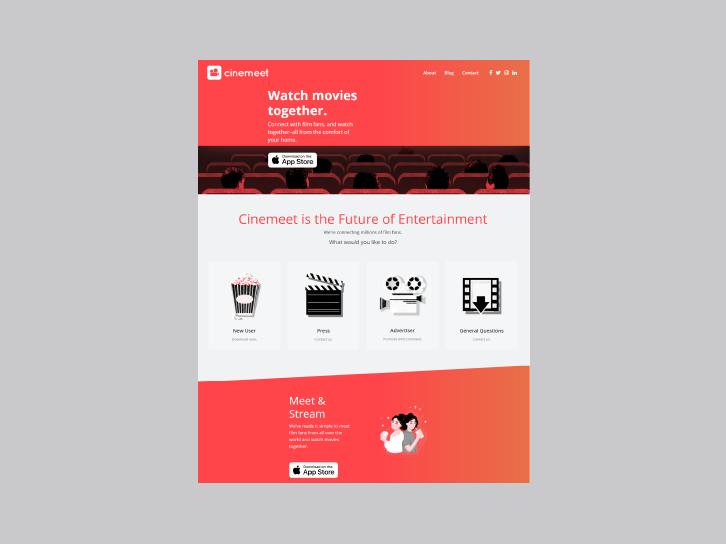 cinemeet
About Blog Contact
Watch movies
together.
Connect with film fans, and watch
together–all from the comfort of
your home.
Download on the
App Store
Cinemeet is the Future of Entertainment
We're connecting millions of film fans.
What would you like to do?
New User
Download now.
Press
Contact us.
Advertiser
Promote with Cinemeet.
General Questions
Contact us.
Meet &
Stream
We've made it simple to meet
film fans from all over the
world and watch movies
together.
Download on the
App Store